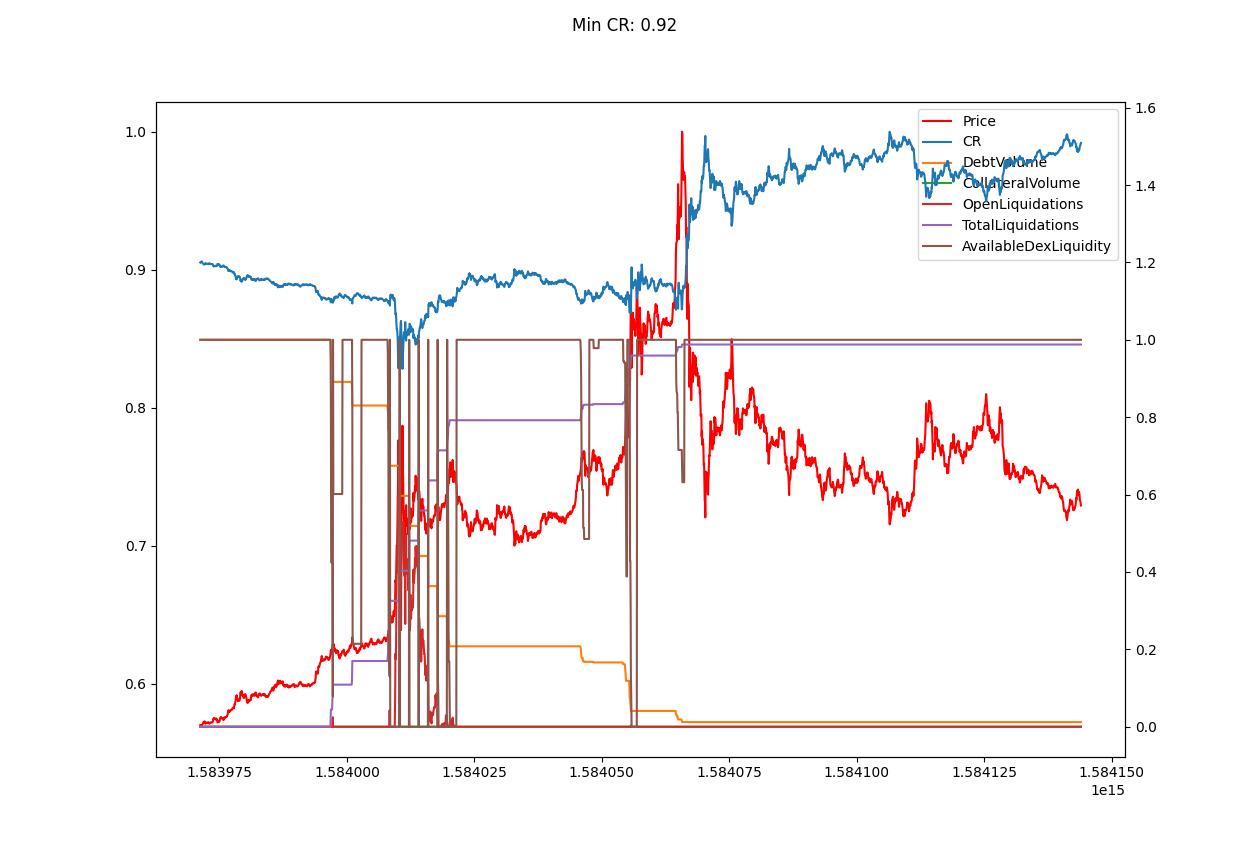 Min CR: 0.92
1.0
0.9
0.8
0.7
0.6
1.6
1.4
1.2
1.0
0.8
0.6
0.4
0.2
0.0
Price
CR
DebtVolume
CollateralVolume
OpenLiquidations
TotalLiquidations
AvailableDexLiquidity
1.583975 1.584000 1.584025 1.584050 1.584075 1.584100 1.584125 1.584150
1e15